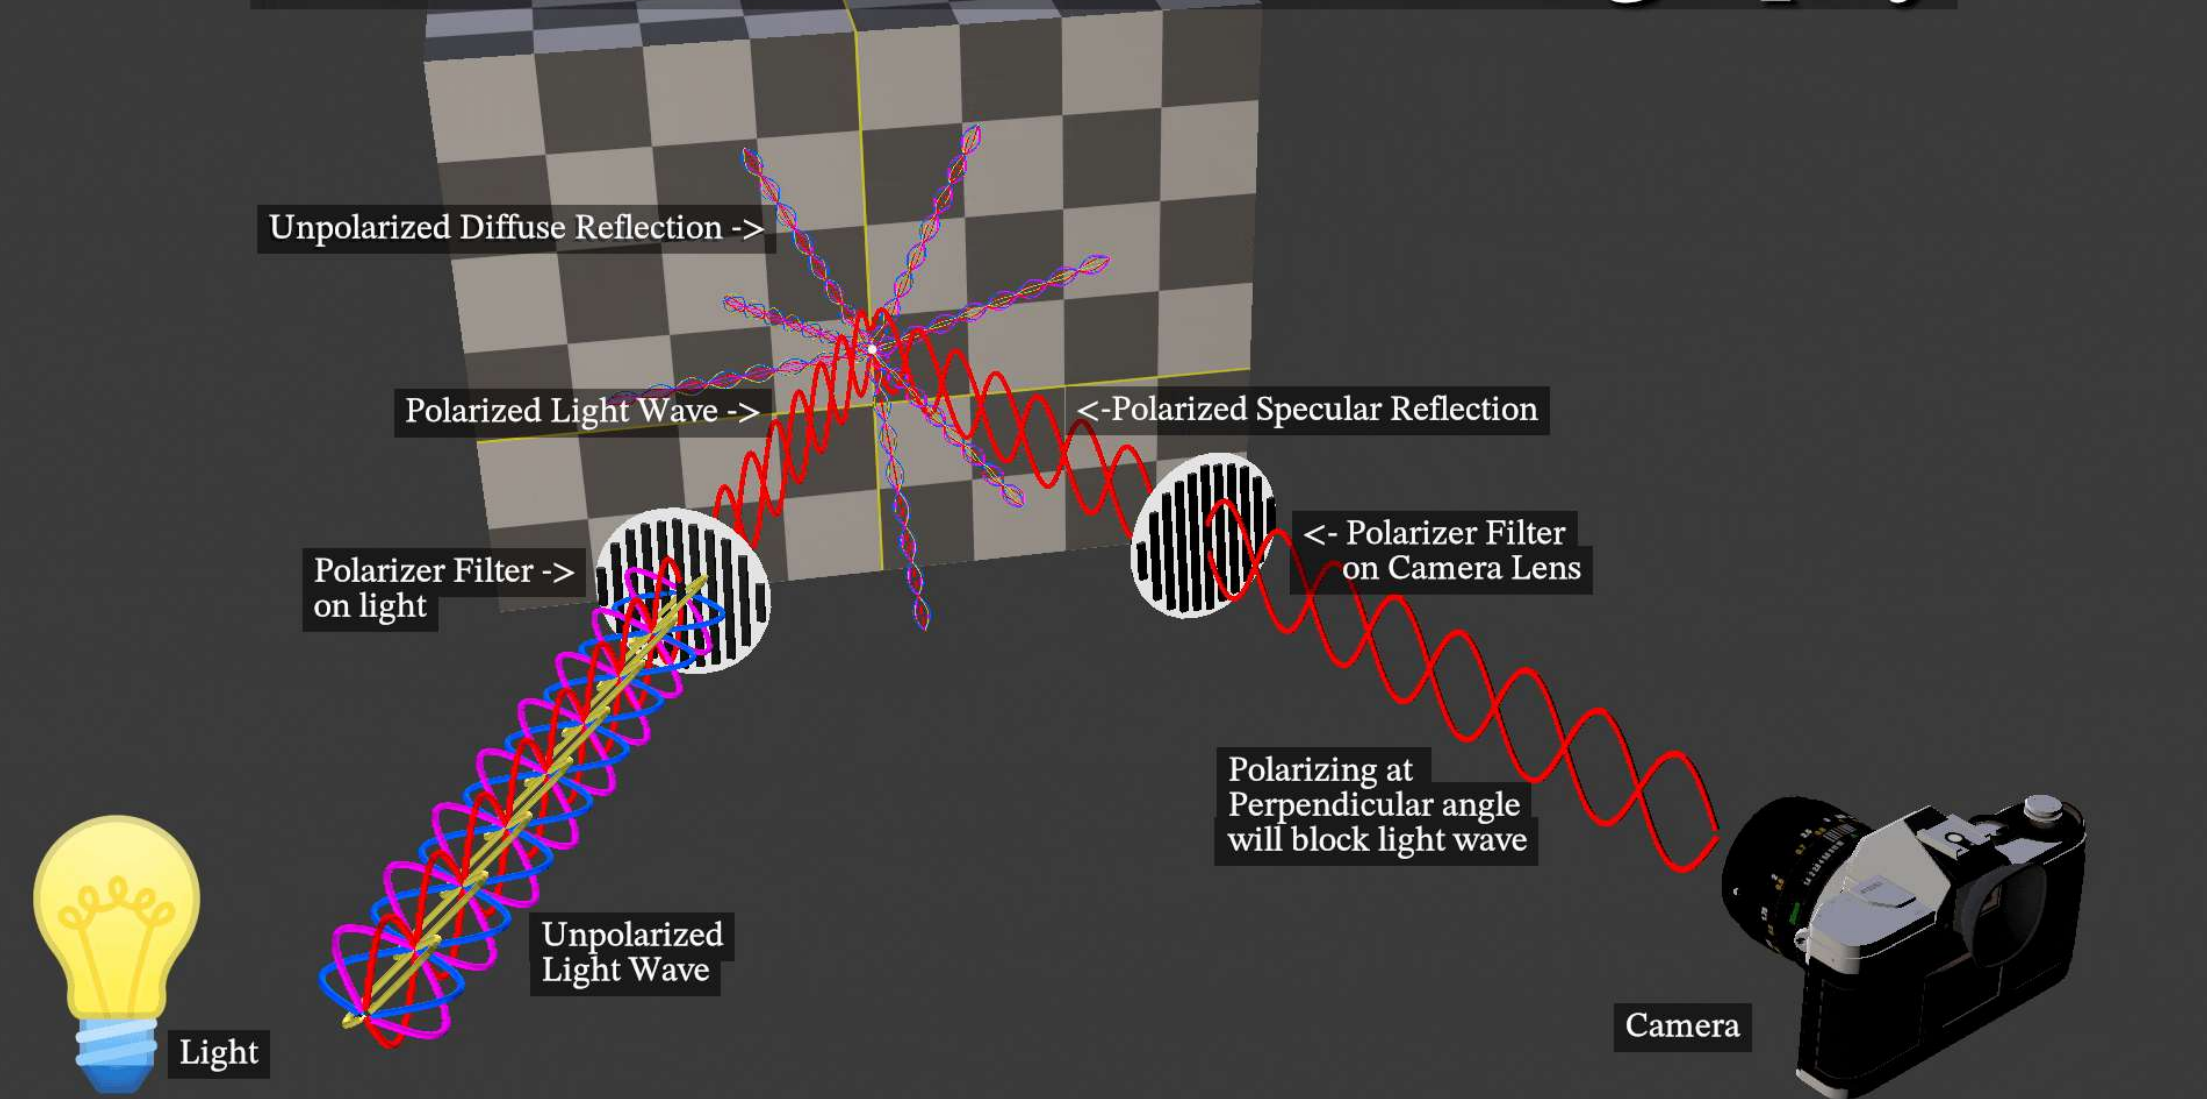 Unpolarized Diffuse Reflection ->
Polarized Light Wave ->
<-Polarized Specular Reflection
Polarizer Filter ->
on light
<- Polarizer Filter
on Camera Lens
Polarizing at
Perpendicular angle
will block light wave
Unpolarized
Light Wave
Light
Camera